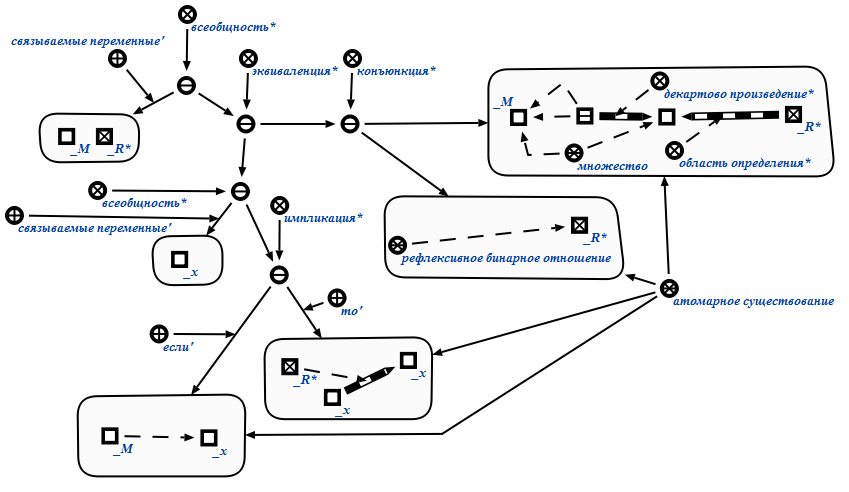 всеобщность*
связываемые переменные'
эквиваленция*
конъюнкция*
_M
декартово произведение*
_R*
множество
область определения*
_M
_R*
всеобщность*
связываемые переменные'
импликация*
_x
_R*
рефлексивное бинарное отношение
атомарное существование
то'
если'
_x
_R*
_x
_M
_x